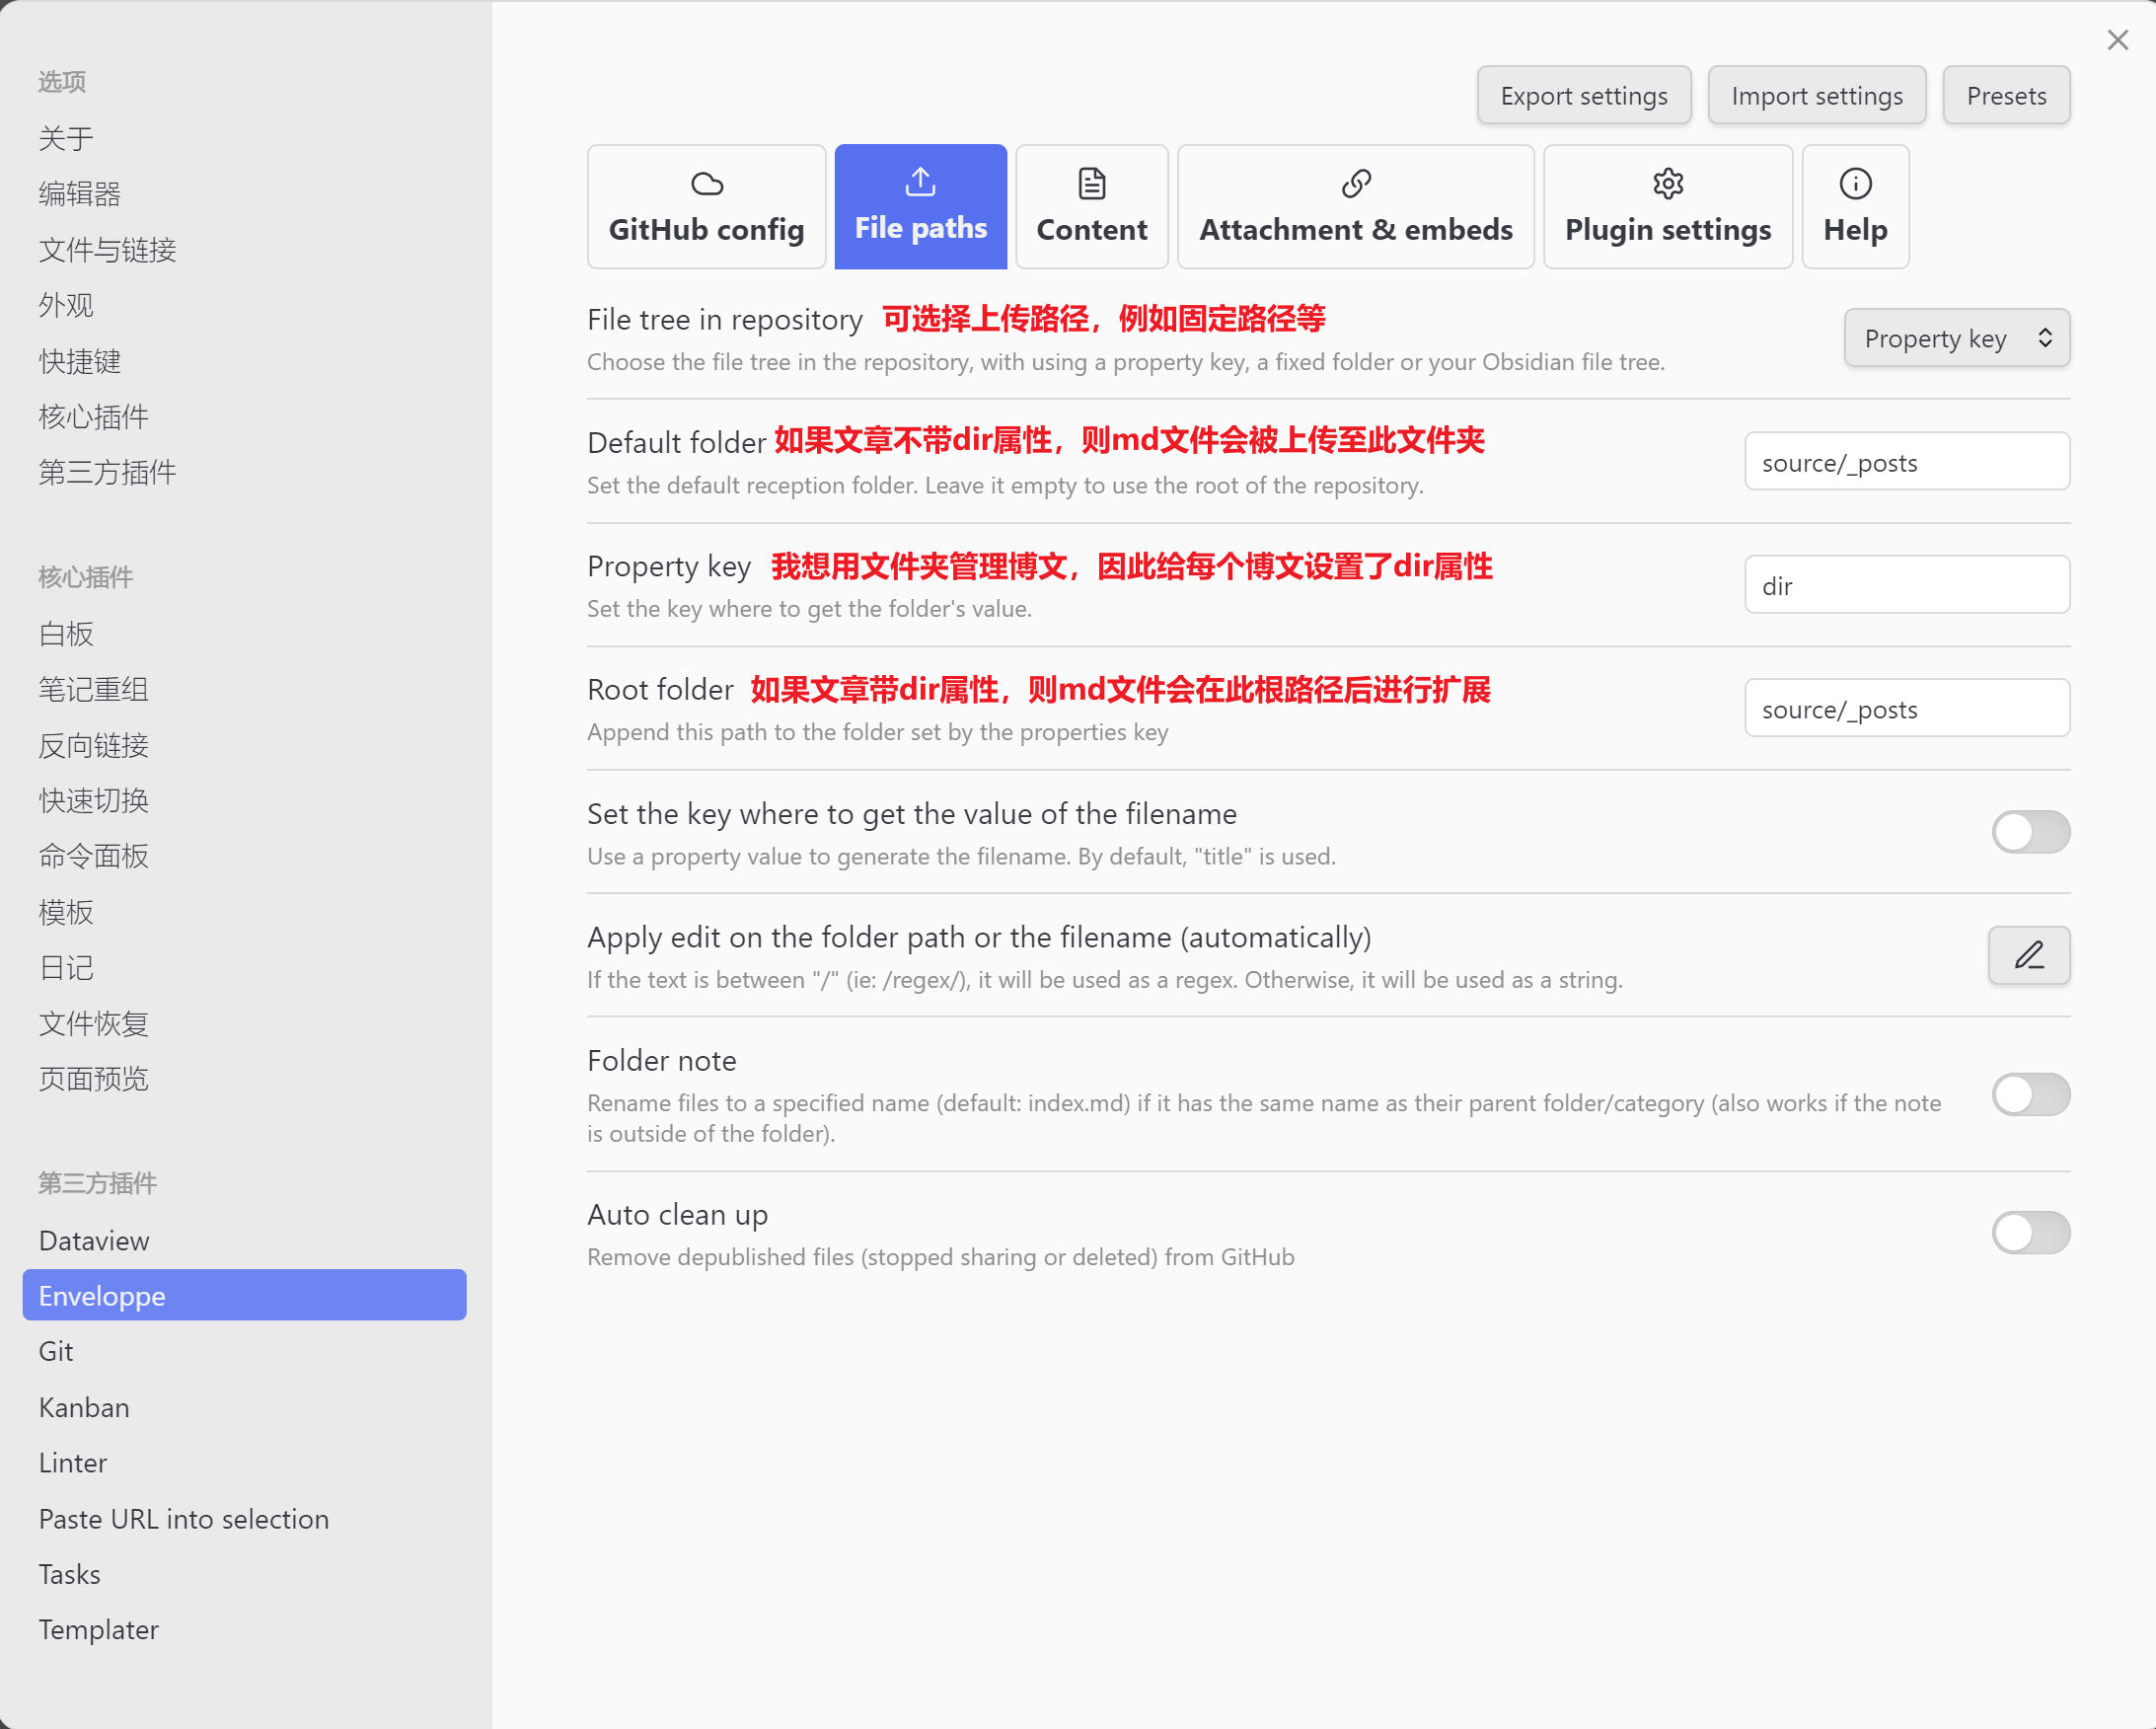 选项
关于
编辑器
文件与链接
外观
快捷键
核心插件
第三方插件
核心插件
白板
笔记重组
反向链接
快速切换
命令面板
模板
日记
文件恢复
页面预览
第三方插件
Dataview
Enveloppe
Git
Kanban
Linter
Paste URL into selection
Tasks
Templater
Export settings
Import settings
Presets
GitHub config
File paths
Content
Attachment & embeds
Plugin settings
Help
File tree in repository 可选择上传路径，例如固定路径等
Choose the file tree in the repository, with using a property key, a fixed folder or your Obsidian file tree.
Property key
Default folder 如果文章不带dir属性，则md文件会被上传至此文件夹
Set the default reception folder. Leave it empty to use the root of the repository.
source/_posts
Property key 我想用文件夹管理博文，因此给每个博文设置了dir属性
Set the key where to get the folder's value.
dir
Root folder 如果文章带dir属性，则md文件会在此根路径后进行扩展
Append this path to the folder set by the properties key
source/_posts
Set the key where to get the value of the filename
Use a property value to generate the filename. By default, "title" is used.
Apply edit on the folder path or the filename (automatically)
If the text is between "/" (ie: /regex/), it will be used as a regex. Otherwise, it will be used as a string.
Folder note
Rename files to a specified name (default: index.md) if it has the same name as their parent folder/category (also works if the note
is outside of the folder).
Auto clean up
Remove depublished files (stopped sharing or deleted) from GitHub